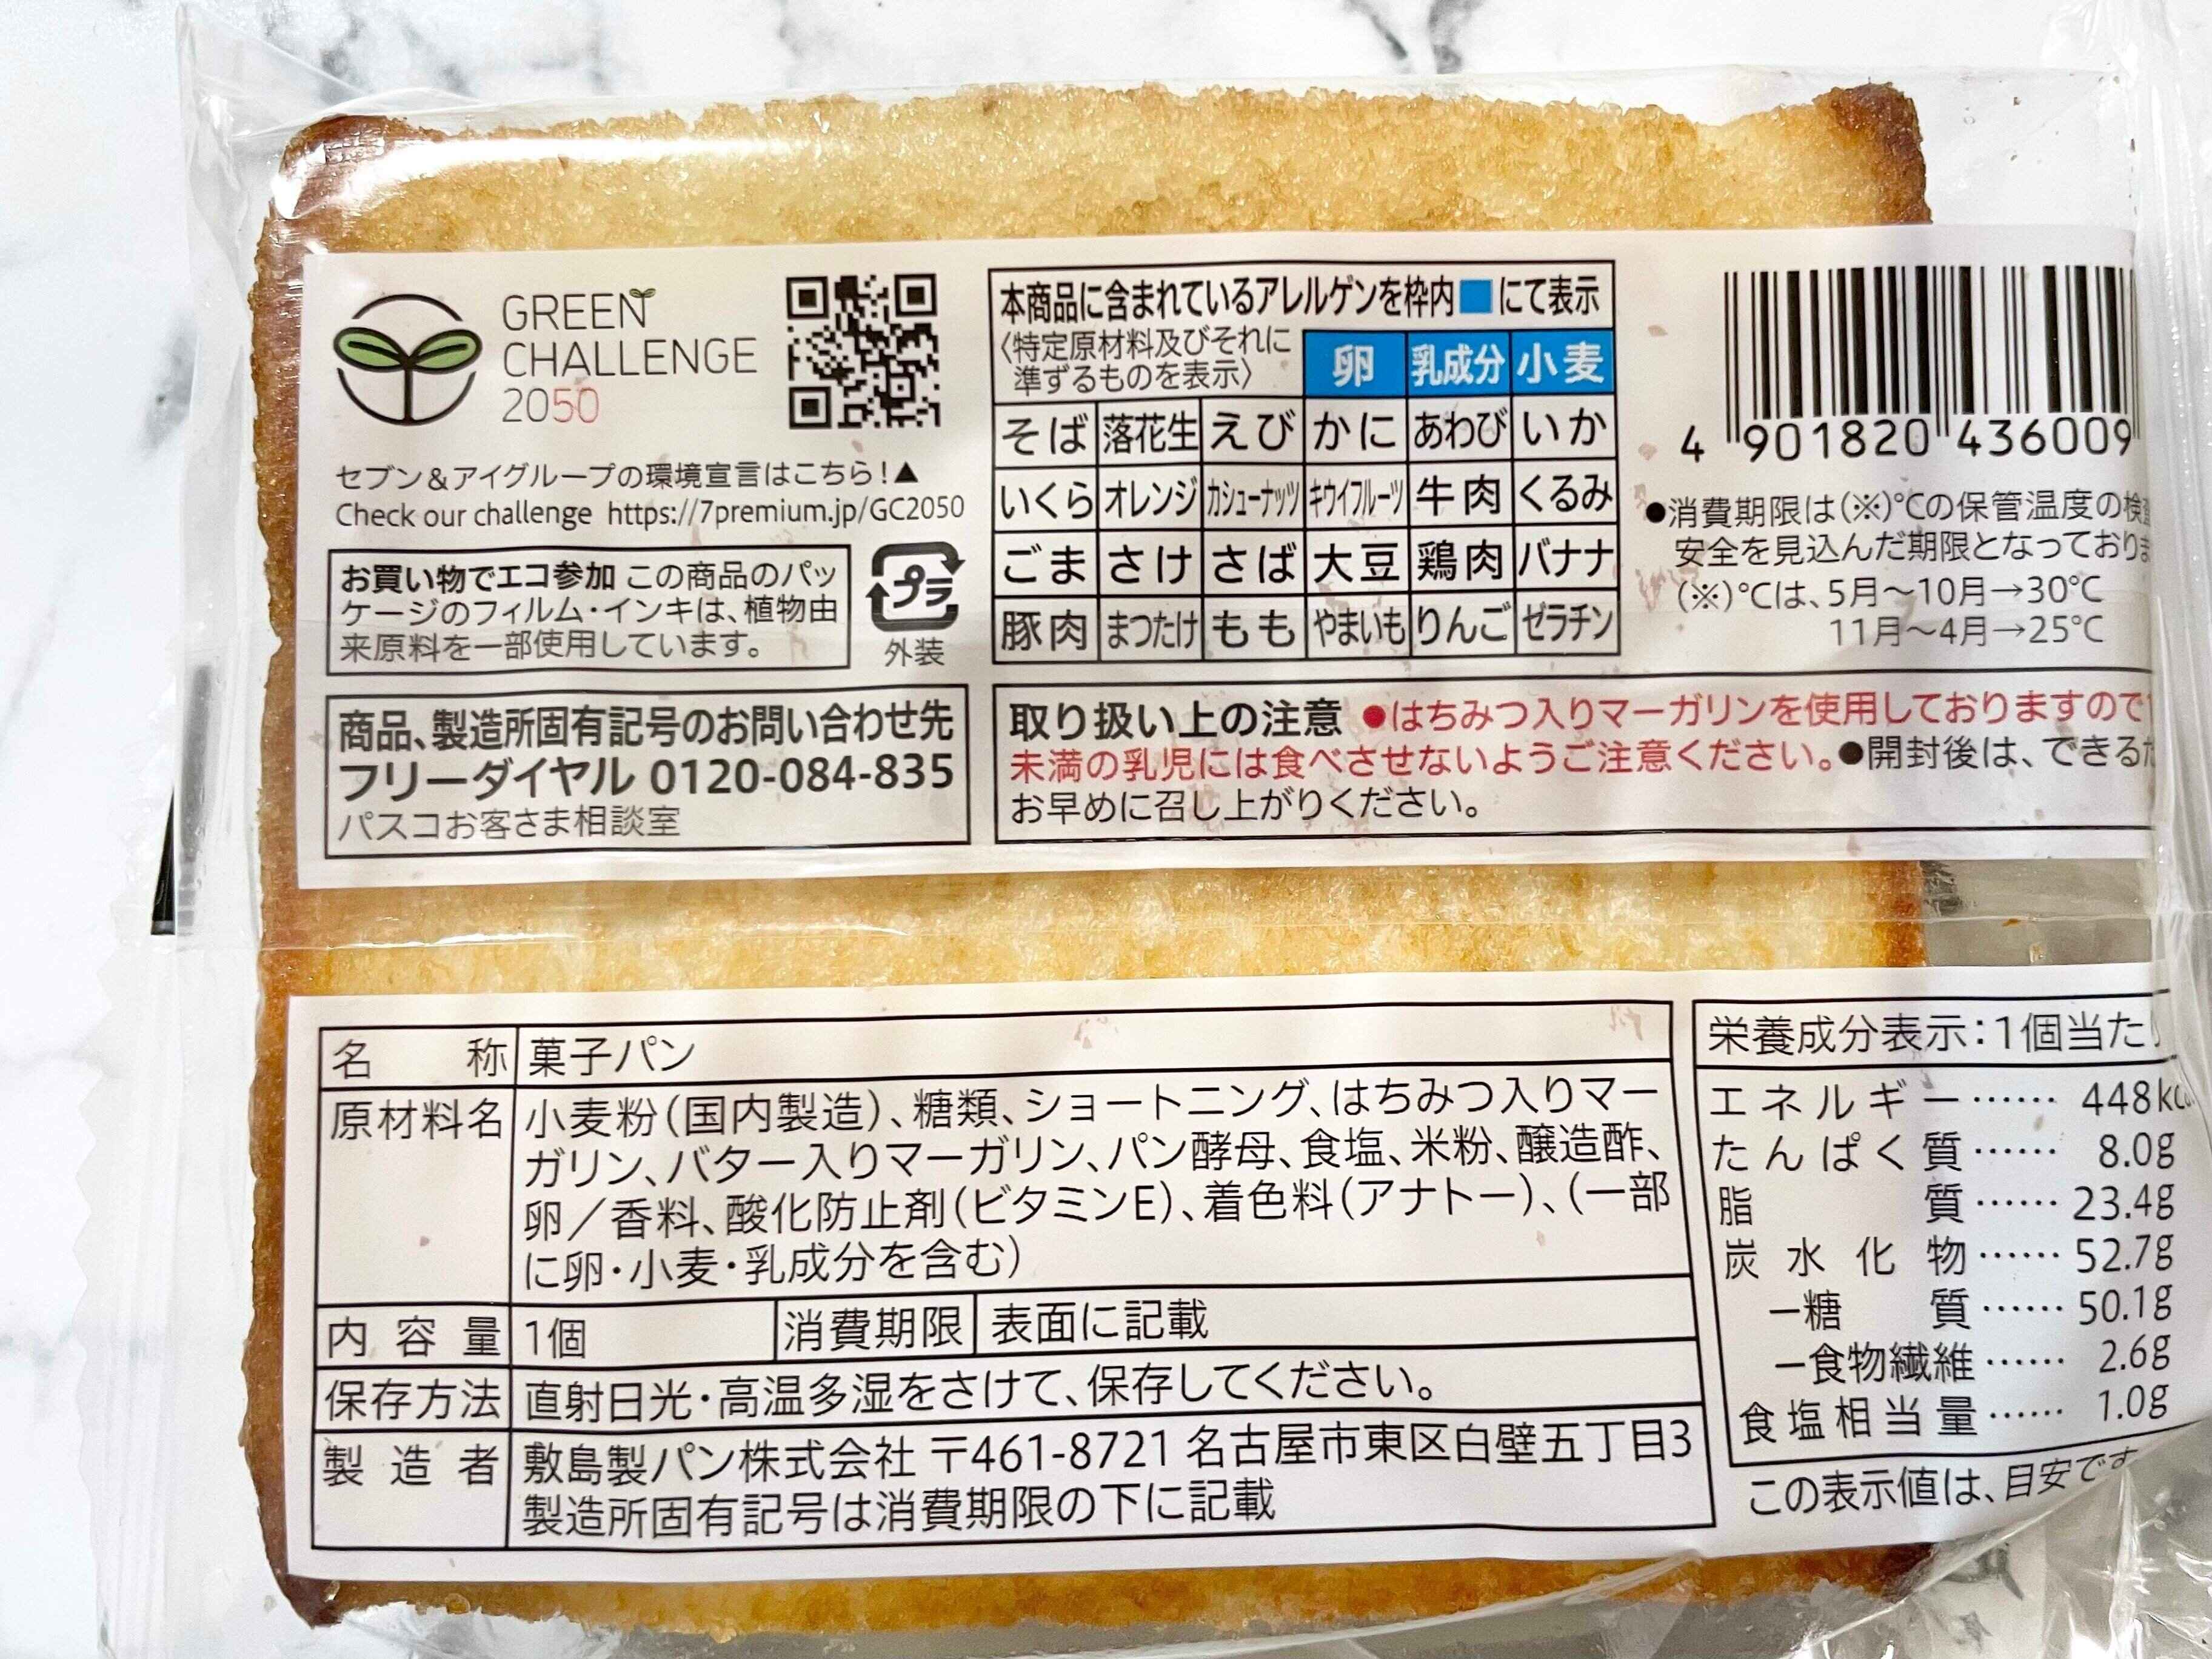 GREEN
CHALLENGE
2050
セブン&アイグループの環境宣言はこちら!▲
Check our challenge https://7premium.jp/GC2050
お買い物でエコ参加 この商品のパッ
ケージのフィルム・インキは、植物由
来原料を一部使用しています。
プラ
外装
商品、製造所固有記号のお問い合わせ先
フリーダイヤル 0120-084-835
パスコお客さま相談室
本商品に含まれているアレルゲンを枠内■にて表示
〈特定原材料及びそれに
準ずるものを表示〉
卵 乳成分 小麦
そば 落花生 えび かに あわび いか
いくら オレンジ カシューナッツ キウイフルーツ 牛肉 くるみ
ごま さけ さば 大豆 鶏肉 バナナ
豚肉 まつたけ もも やまいも りんご ゼラチン
4 901820 436009
●消費期限は(※)℃の保管温度の検
安全を見込んだ期限となっており
(※)℃は、5月〜10月→30℃
11月〜4月→25℃
取り扱い上の注意 ●はちみつ入りマーガリンを使用しておりますので
未満の乳児には食べさせないようご注意ください。●開封後は、できる
お早めに召し上がりください。
名称 菓子パン
原材料名 小麦粉(国内製造)、糖類、ショートニング、はちみつ入りマー
ガリン、バター入りマーガリン、パン酵母、食塩、米粉、醸造酢、
卵/香料、酸化防止剤(ビタミンE)、着色料(アナトー)、(一部
に卵・小麦・乳成分を含む)
内容量 1個 消費期限 表面に記載
保存方法 直射日光・高温多湿をさけて、保存してください。
製造者 敷島製パン株式会社 〒461-8721 名古屋市東区白壁五丁目3
製造所固有記号は消費期限の下に記載
栄養成分表示:1個当た
エネルギー…… 448kc
たんぱく質…… 8.0g
脂質…… 23.4g
炭水化物…… 52.7g
ー糖質…… 50.1g
ー食物繊維…… 2.6g
食塩相当量…… 1.0g
この表示値は、目安です